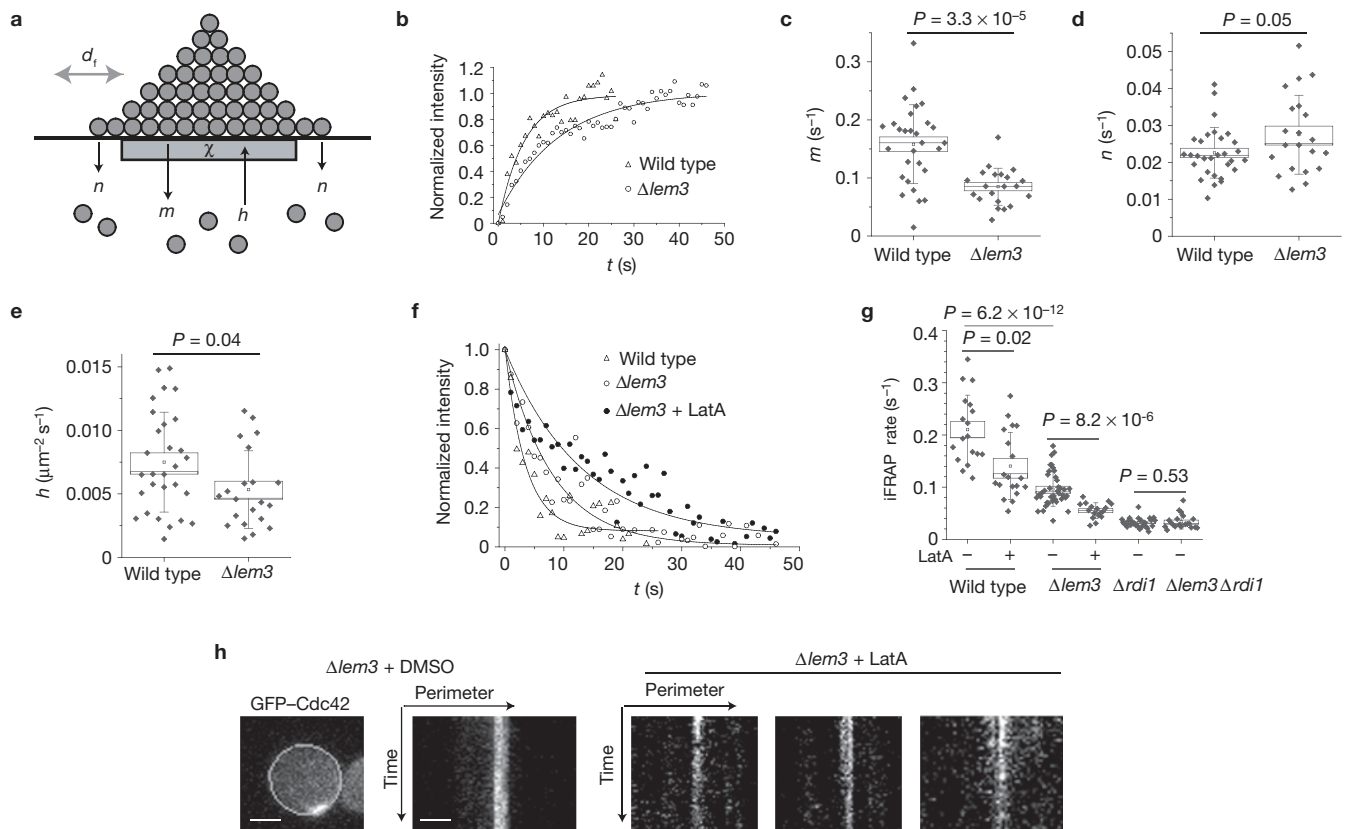 a
d_f
χ
n
m
h
n
b
Normalized intensity
1.2
1.0
0.8
0.6
0.4
0.2
0
0
10
20
30
40
50
t (s)
Wild type
Δlem3
c
P = 3.3 × 10⁻⁵
m (s⁻¹)
0.3
0.2
0.1
0
Wild type
Δlem3
d
P = 0.05
n (s⁻¹)
0.05
0.04
0.03
0.02
0.01
0
Wild type
Δlem3
e
P = 0.04
h (μm⁻² s⁻¹)
0.015
0.010
0.005
0
Wild type
Δlem3
f
Normalized intensity
1.0
0.8
0.6
0.4
0.2
0
0
10
20
30
40
50
t (s)
Wild type
Δlem3
Δlem3 + LatA
g
P = 6.2 × 10⁻¹²
P = 0.02
P = 8.2 × 10⁻⁶
P = 0.53
iFRAP rate (s⁻¹)
0.4
0.3
0.2
0.1
0
LatA
− + − + − −
Wild type
Δlem3
Δrdi1
Δlem3 Δrdi1
h
Δlem3 + DMSO
GFP–Cdc42
Perimeter
Time
Δlem3 + LatA
Perimeter
Time